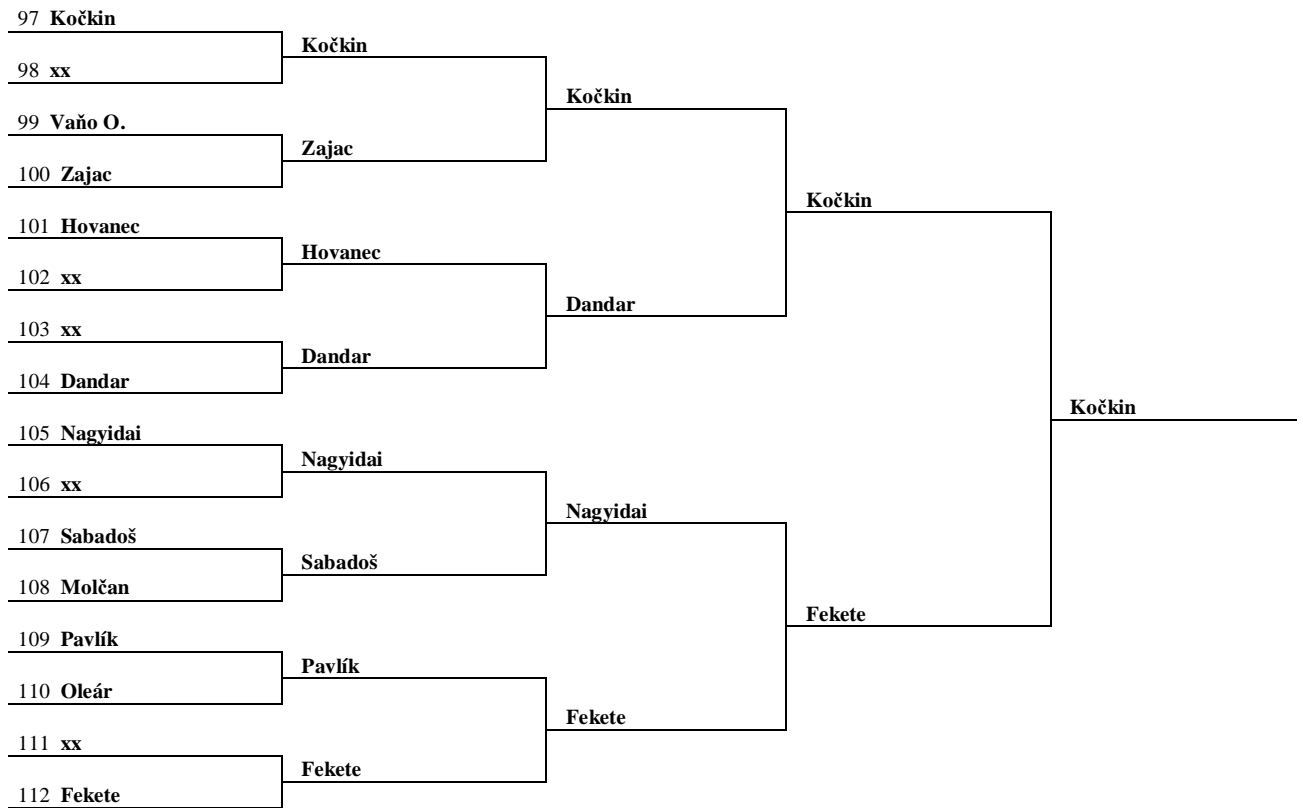 97 Kočkin
Kočkin
98 xx
Kočkin
99 Vaňo O.
Zajac
100 Zajac
Kočkin
101 Hovanec
Hovanec
102 xx
Dandar
103 xx
Dandar
104 Dandar
Kočkin
105 Nagyidai
Nagyidai
106 xx
Nagyidai
107 Sabadoš
Sabadoš
108 Molčan
Fekete
109 Pavlík
Pavlík
110 Oleár
Fekete
111 xx
Fekete
112 Fekete